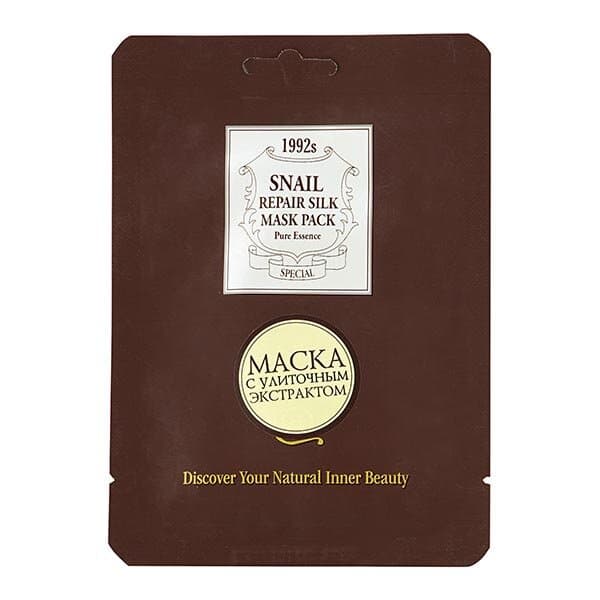 1992s
SNAIL
REPAIR SILK
MASK PACK
Pure Essence
SPECIAL
МАСКА
С УЛИТОЧНЫМ
ЭКСТРАКТОМ
Discover Your Natural Inner Beauty